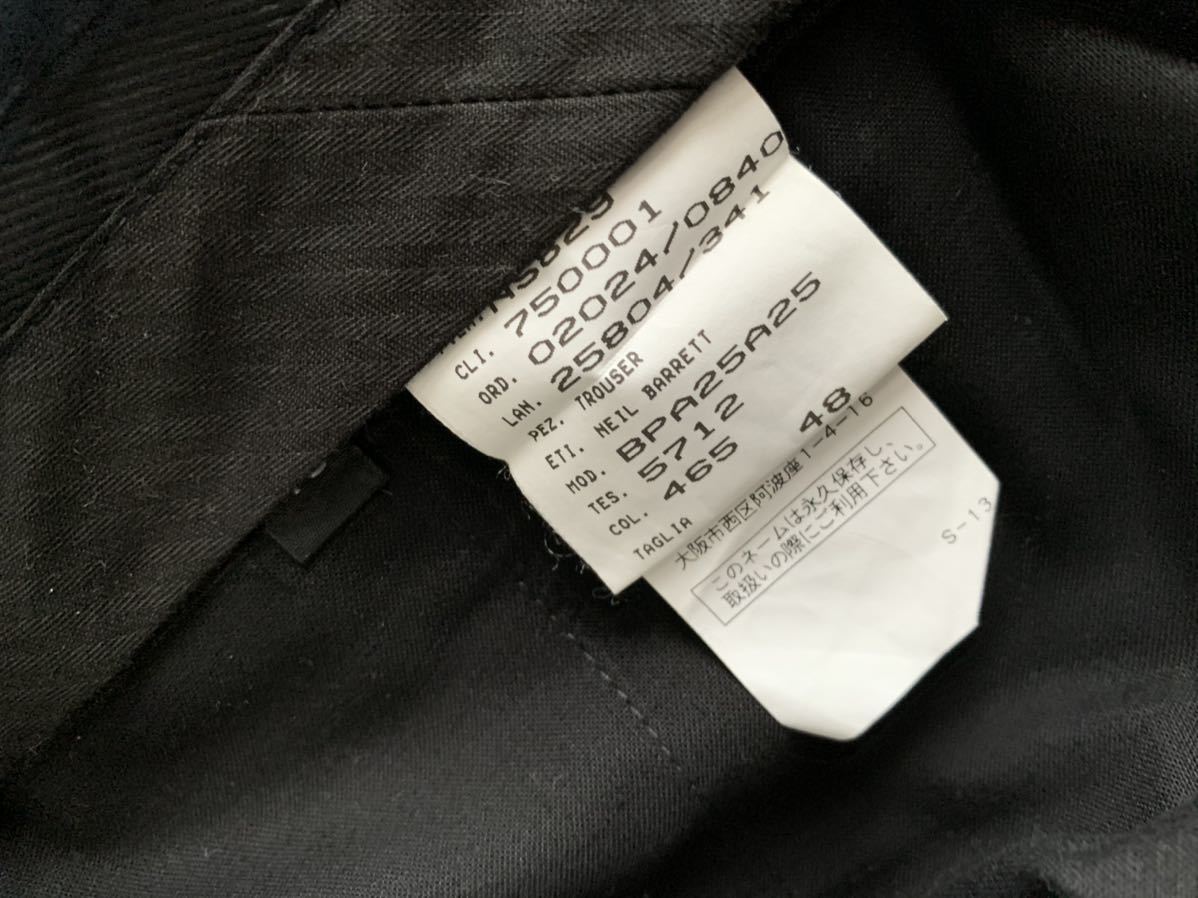 NS829
CLI. 750001
ORD. 02024/0840
LAN. 25804/341
PEZ. TROUSER
ETI. NEIL BARRETT
MOD. BPA25A25
TES. 5712
COL. 465
TAGLIA 48
大阪市西区阿波座1-4-16
このネームは永久保存し、
取扱いの際にご利用下さい。
S-13